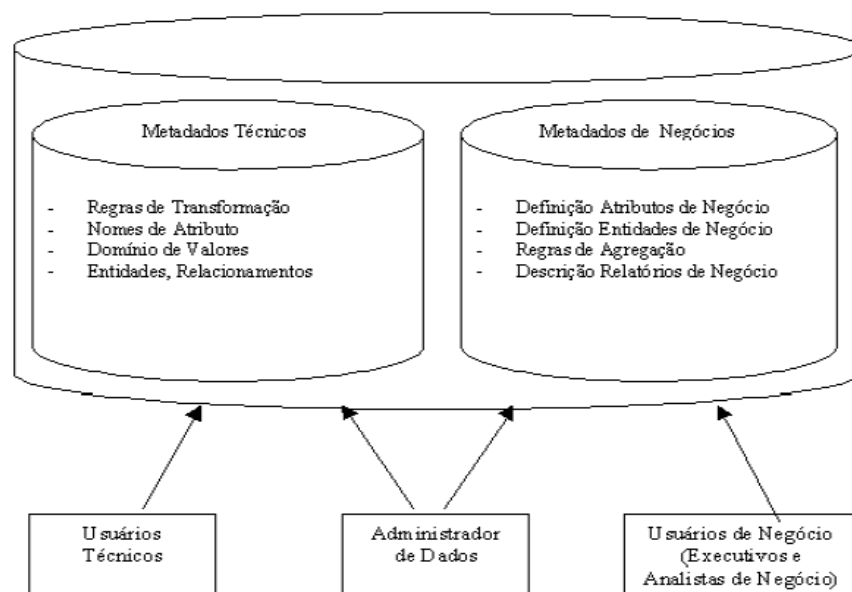 Metadados Técnicos
- Regras de Transformação
- Nomes de Atributo
- Domínio de Valores
- Entidades, Relacionamentos
Metadados de Negócios
- Definição Atributos de Negócio
- Definição Entidades de Negócio
- Regras de Agregação
- Descrição Relatórios de Negócio
Usuários
Técnicos
Administrador
de Dados
Usuários de Negócio
(Executivos e
Analistas de Negócio)